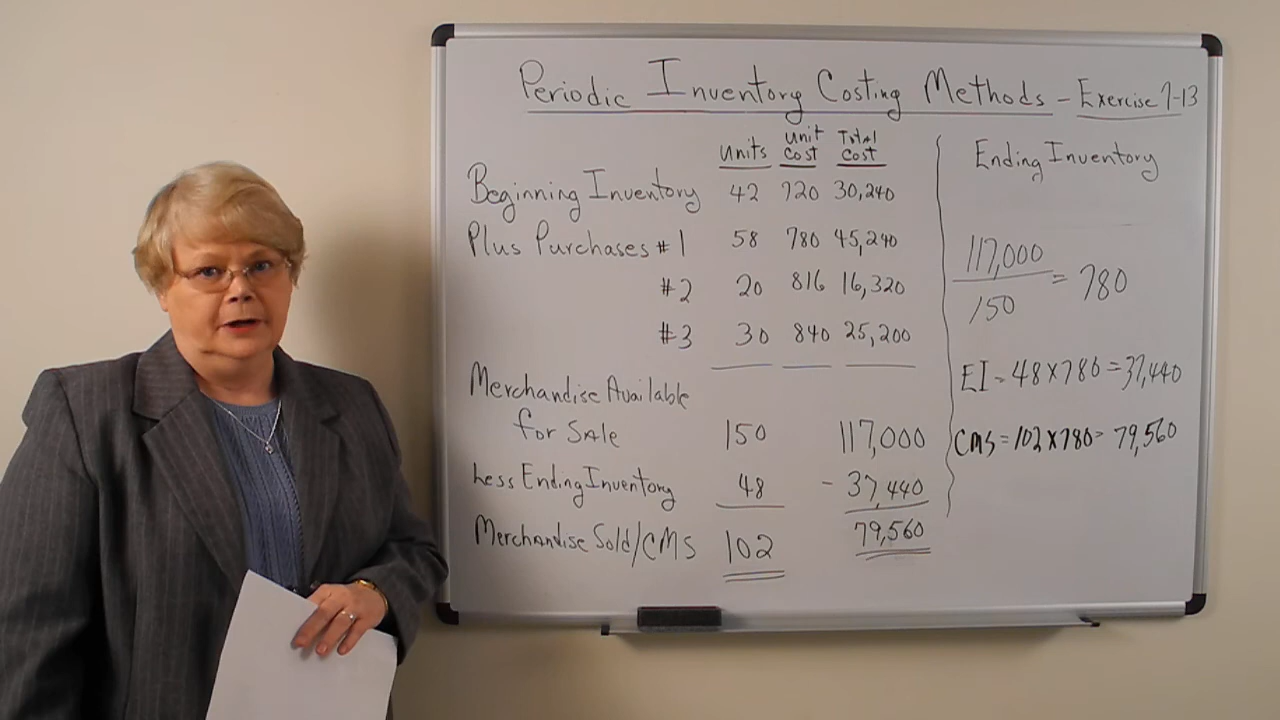 Periodic Inventory Costing Methods - Exercise 7-13
units unit cost Total cost
Beginning Inventory 42 720 30,240
Plus Purchases #1 58 780 45,240
#2 20 816 16,320
#3 30 840 25,200
Merchandise Available
for Sale 150 117,000
Less Ending Inventory 48 - 37,440
Merchandise Sold/CMS 102 79,560
Ending Inventory
117,000
150
= 780
EI = 48 x 780 = 37,440
CMS = 102 x 780 = 79,560